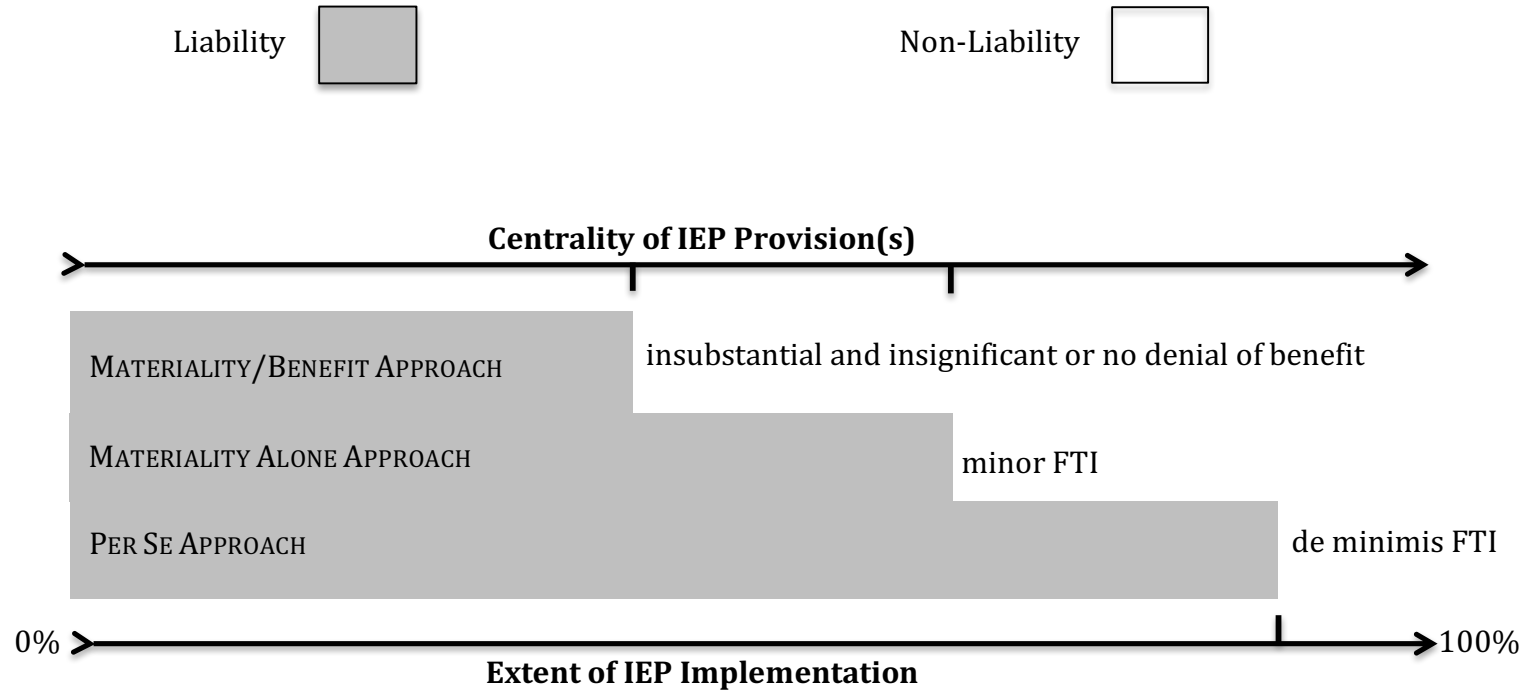 Liability
Non-Liability
Centrality of IEP Provision(s)
MATERIALITY/BENEFIT APPROACH
insubstantial and insignificant or no denial of benefit
MATERIALITY ALONE APPROACH
minor FTI
PER SE APPROACH
de minimis FTI
0%
100%
Extent of IEP Implementation